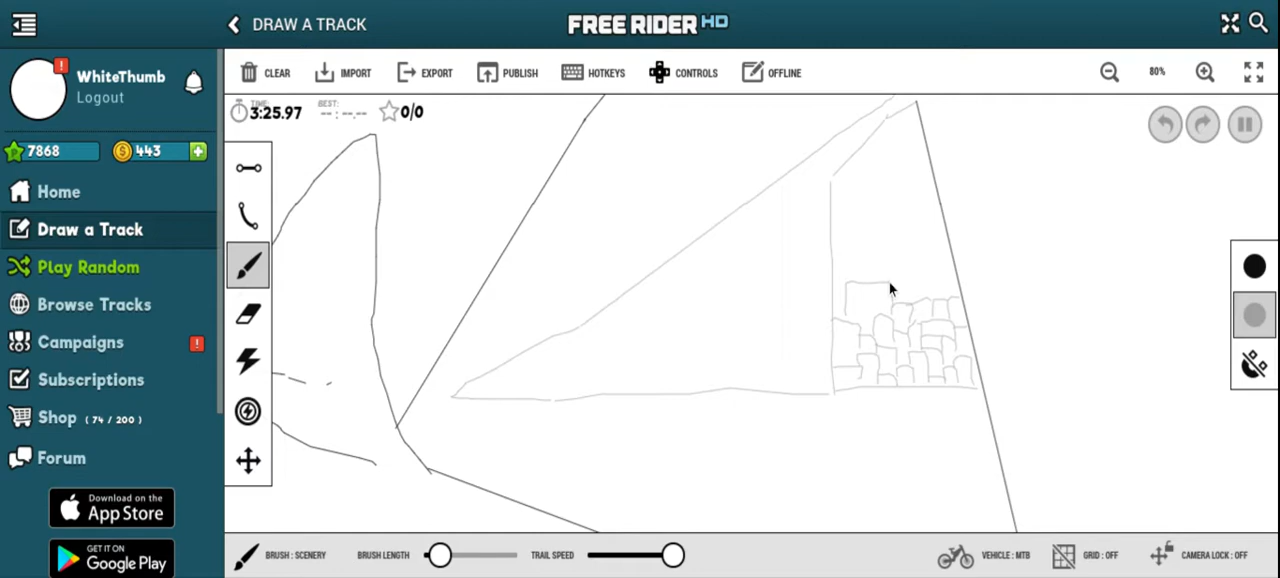 DRAW A TRACK
FREE RIDER HD
WhiteThumb
Logout
7868
443
Home
Draw a Track
Play Random
Browse Tracks
Campaigns
Subscriptions
Shop ( 74 / 200 )
Forum
Download on the
App Store
GET IT ON
Google Play
CLEAR IMPORT EXPORT PUBLISH HOTKEYS CONTROLS OFFLINE 80%
TIME: 3:25.97 BEST: -- : --.-- 0/0
BRUSH : SCENERY BRUSH LENGTH TRAIL SPEED VEHICLE : MTB GRID : OFF CAMERA LOCK : OFF